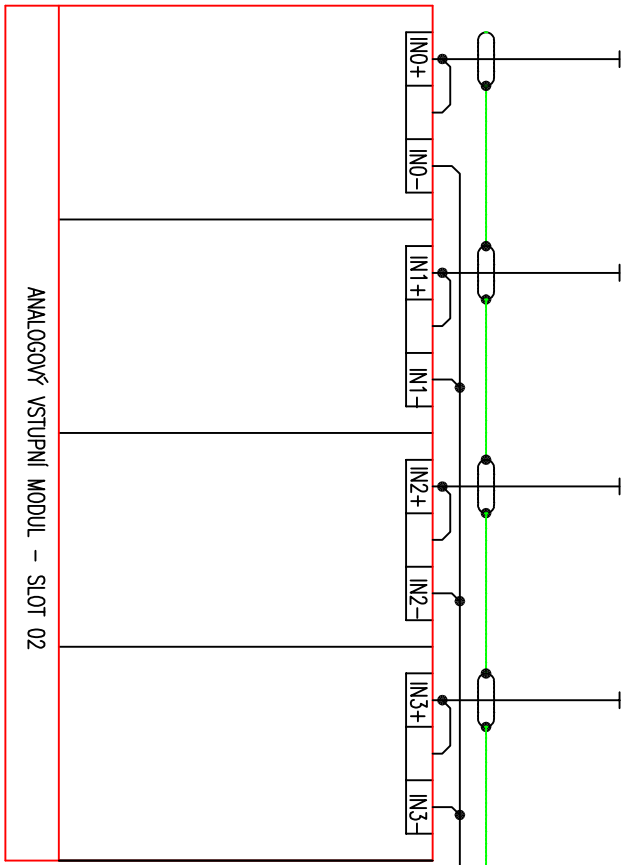 IN0+
IN0-
IN1+
IN1-
IN2+
IN2-
IN3+
IN3-
ANALOGOVÝ VSTUPNÍ MODUL - SLOT 02